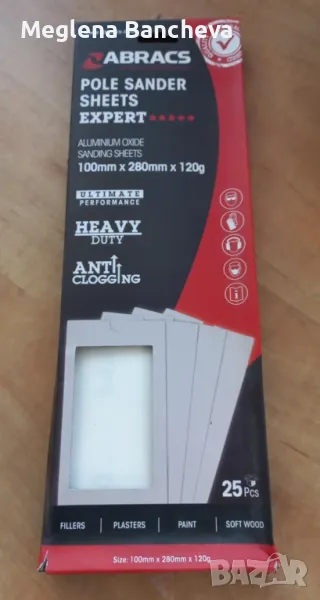 Meglena Bancheva
ABRACS
POLE SANDER
SHEETS
EXPERT
ALUMINIUM OXIDE
SANDING SHEETS
100mm x 280mm x 120g
ULTIMATE
PERFORMANCE
HEAVY
DUTY
ANTI
CLOGGING
25 Pcs
FILLERS
PLASTERS
PAINT
SOFT WOOD
Size: 100mm x 280mm x 120g
BAZAR